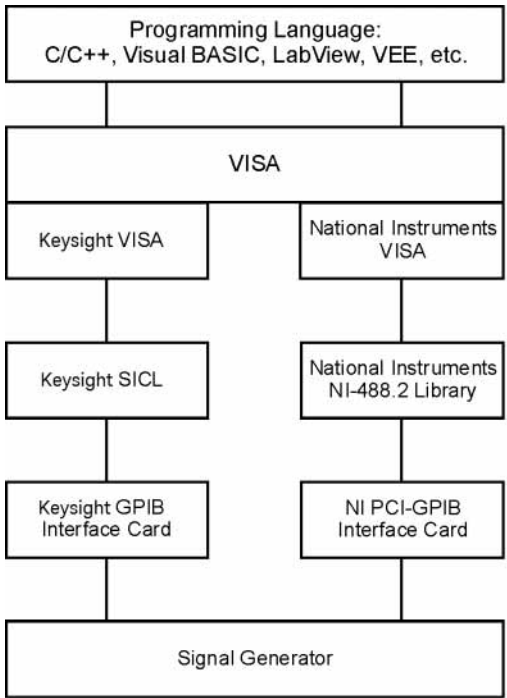 Programming Language:
C/C++, Visual BASIC, LabView, VEE, etc.
VISA
Keysight VISA
National Instruments
VISA
Keysight SICL
National Instruments
NI-488.2 Library
Keysight GPIB
Interface Card
NI PCI-GPIB
Interface Card
Signal Generator